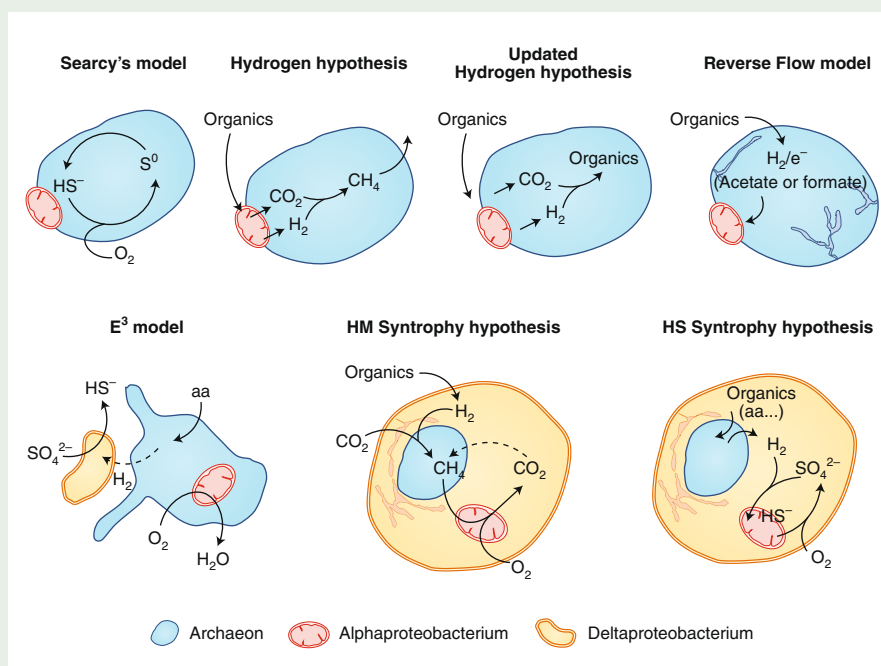 Searcy's model
S⁰
HS⁻
O₂
Hydrogen hypothesis
Organics
CO₂
CH₄
H₂
Updated
Hydrogen hypothesis
Organics
Organics
CO₂
H₂
Reverse Flow model
Organics
H₂/e⁻
(Acetate or formate)
E³ model
HS⁻
aa
SO₄²⁻
H₂
O₂
H₂O
HM Syntrophy hypothesis
Organics
H₂
CO₂
CH₄
CO₂
O₂
HS Syntrophy hypothesis
Organics
(aa...)
H₂
SO₄²⁻
HS⁻
O₂
Archaeon
Alphaproteobacterium
Deltaproteobacterium